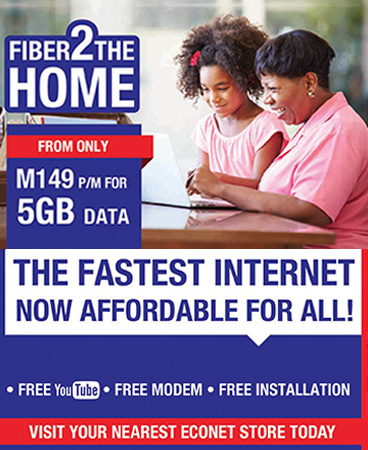 FIBER2THE
HOME
FROM ONLY
M149 P/M FOR
5GB DATA
THE FASTEST INTERNET
NOW AFFORDABLE FOR ALL!
• FREE YouTube • FREE MODEM • FREE INSTALLATION
VISIT YOUR NEAREST ECONET STORE TODAY